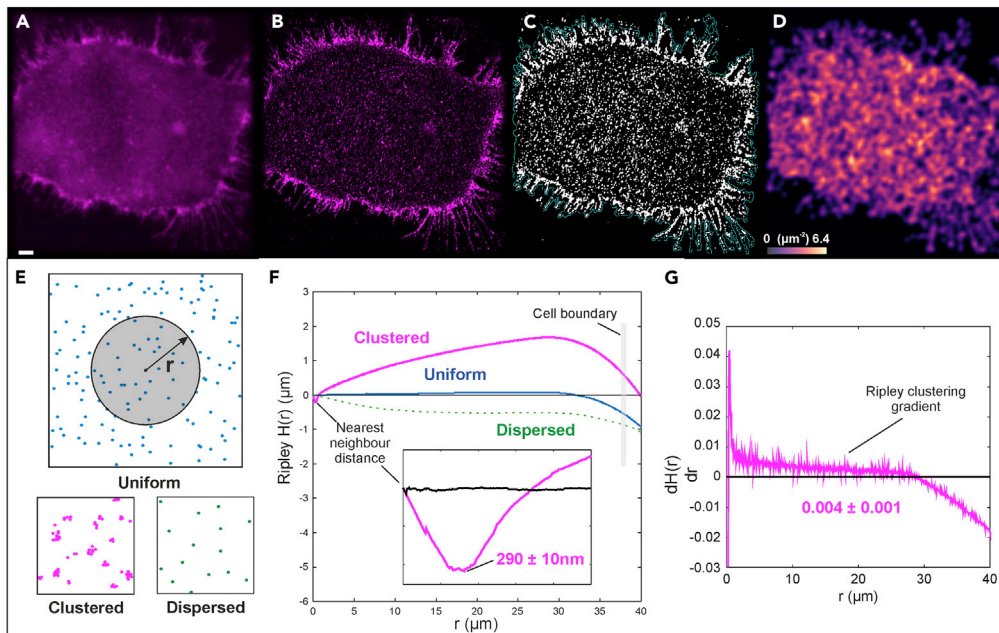 A
B
C
D
0 (µm⁻²) 6.4
E
r
Uniform
Clustered
Dispersed
F
Ripley H(r) (µm)
3
2
1
0
-1
-2
-3
-4
-5
-6
Clustered
Uniform
Dispersed
Cell boundary
Nearest
neighbour
distance
290 ± 10nm
0 5 10 15 20 25 30 35 40
r (µm)
G
dH(r)
dr
0.05
0.04
0.03
0.02
0.01
0
-0.01
-0.02
-0.03
Ripley clustering
gradient
0.004 ± 0.001
0 10 20 30 40
r (µm)